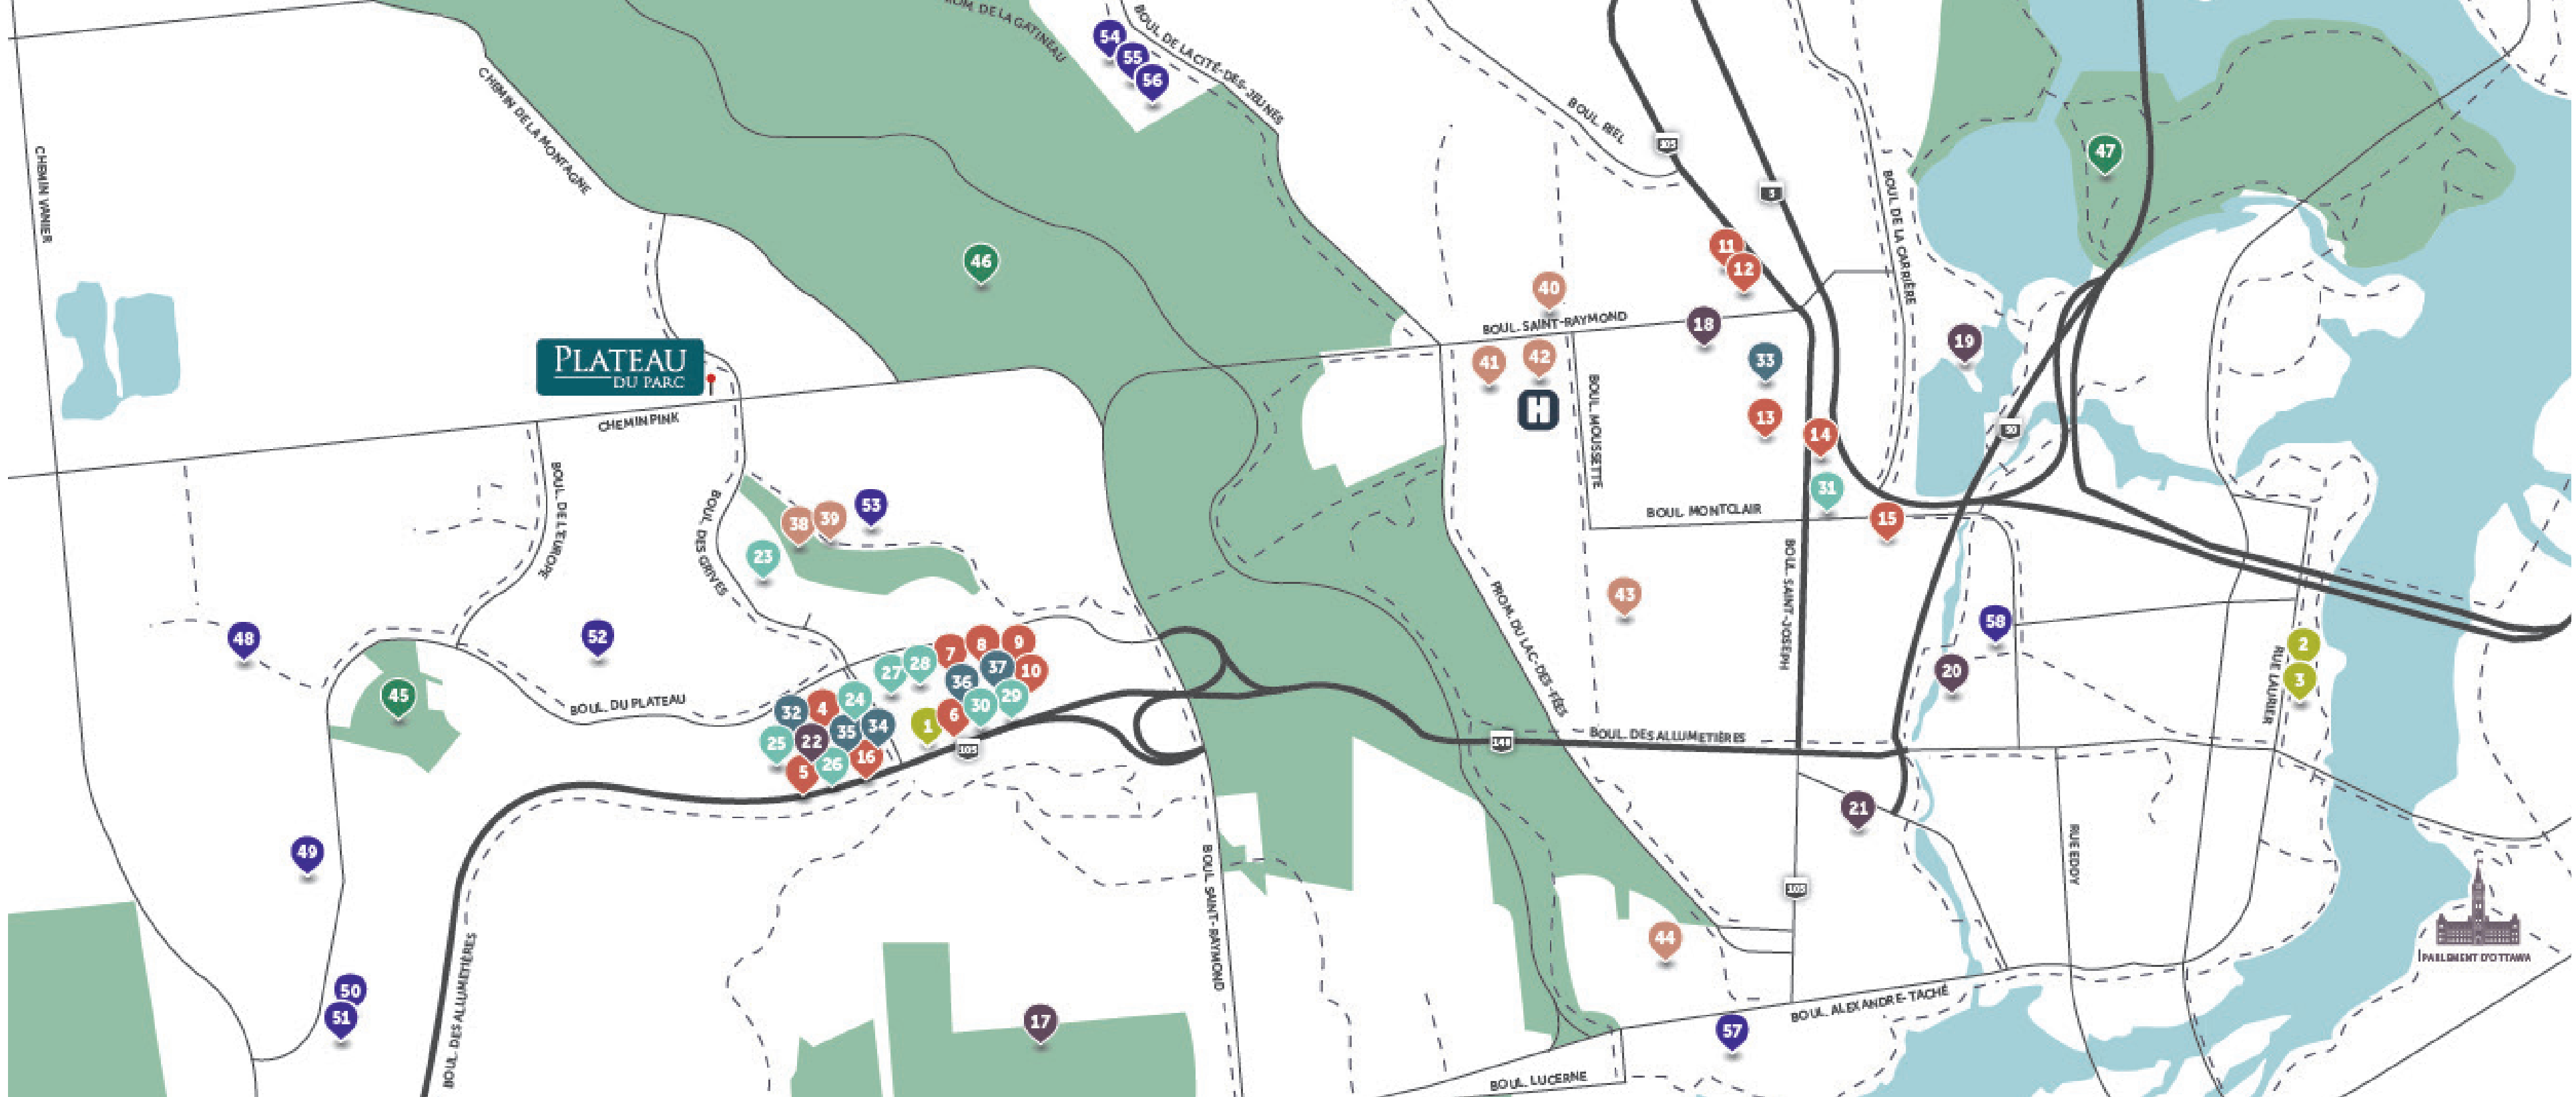 PROM. DE LA GATINEAU
BOUL. DE LA CITÉ-DES-JEUNES
54
55
56
CHEMIN DE LA MONTAGNE
BOUL. RIEL
105
5
47
CHEMIN VANIER
BOUL. DE LA CARRIÈRE
46
11
12
40
BOUL. SAINT-RAYMOND
18
19
33
41
42
PLATEAU
DU PARC
H
BOUL. MOUSSETTE
13
14
50
CHEMIN PINK
BOUL. DE L'EUROPE
BOUL. DES GRIVES
38
39
53
23
31
BOUL. MONTCLAIR
15
BOUL. SAINT-JOSEPH
43
PROM. DU LAC-DES-FÉES
48
52
45
58
20
2
3
RUE LAURIER
7
8
9
10
27
28
36
37
29
30
6
1
32
4
24
34
35
22
25
5
26
16
105
BOUL. DU PLATEAU
148
BOUL. DES ALLUMETIÈRES
21
49
BOUL. SAINT-RAYMOND
105
RUE EDDY
44
PARLEMENT D'OTTAWA
BOUL. DES ALLUMETIÈRES
50
51
17
57
BOUL. ALEXANDRE-TACHÉ
BOUL. LUCERNE